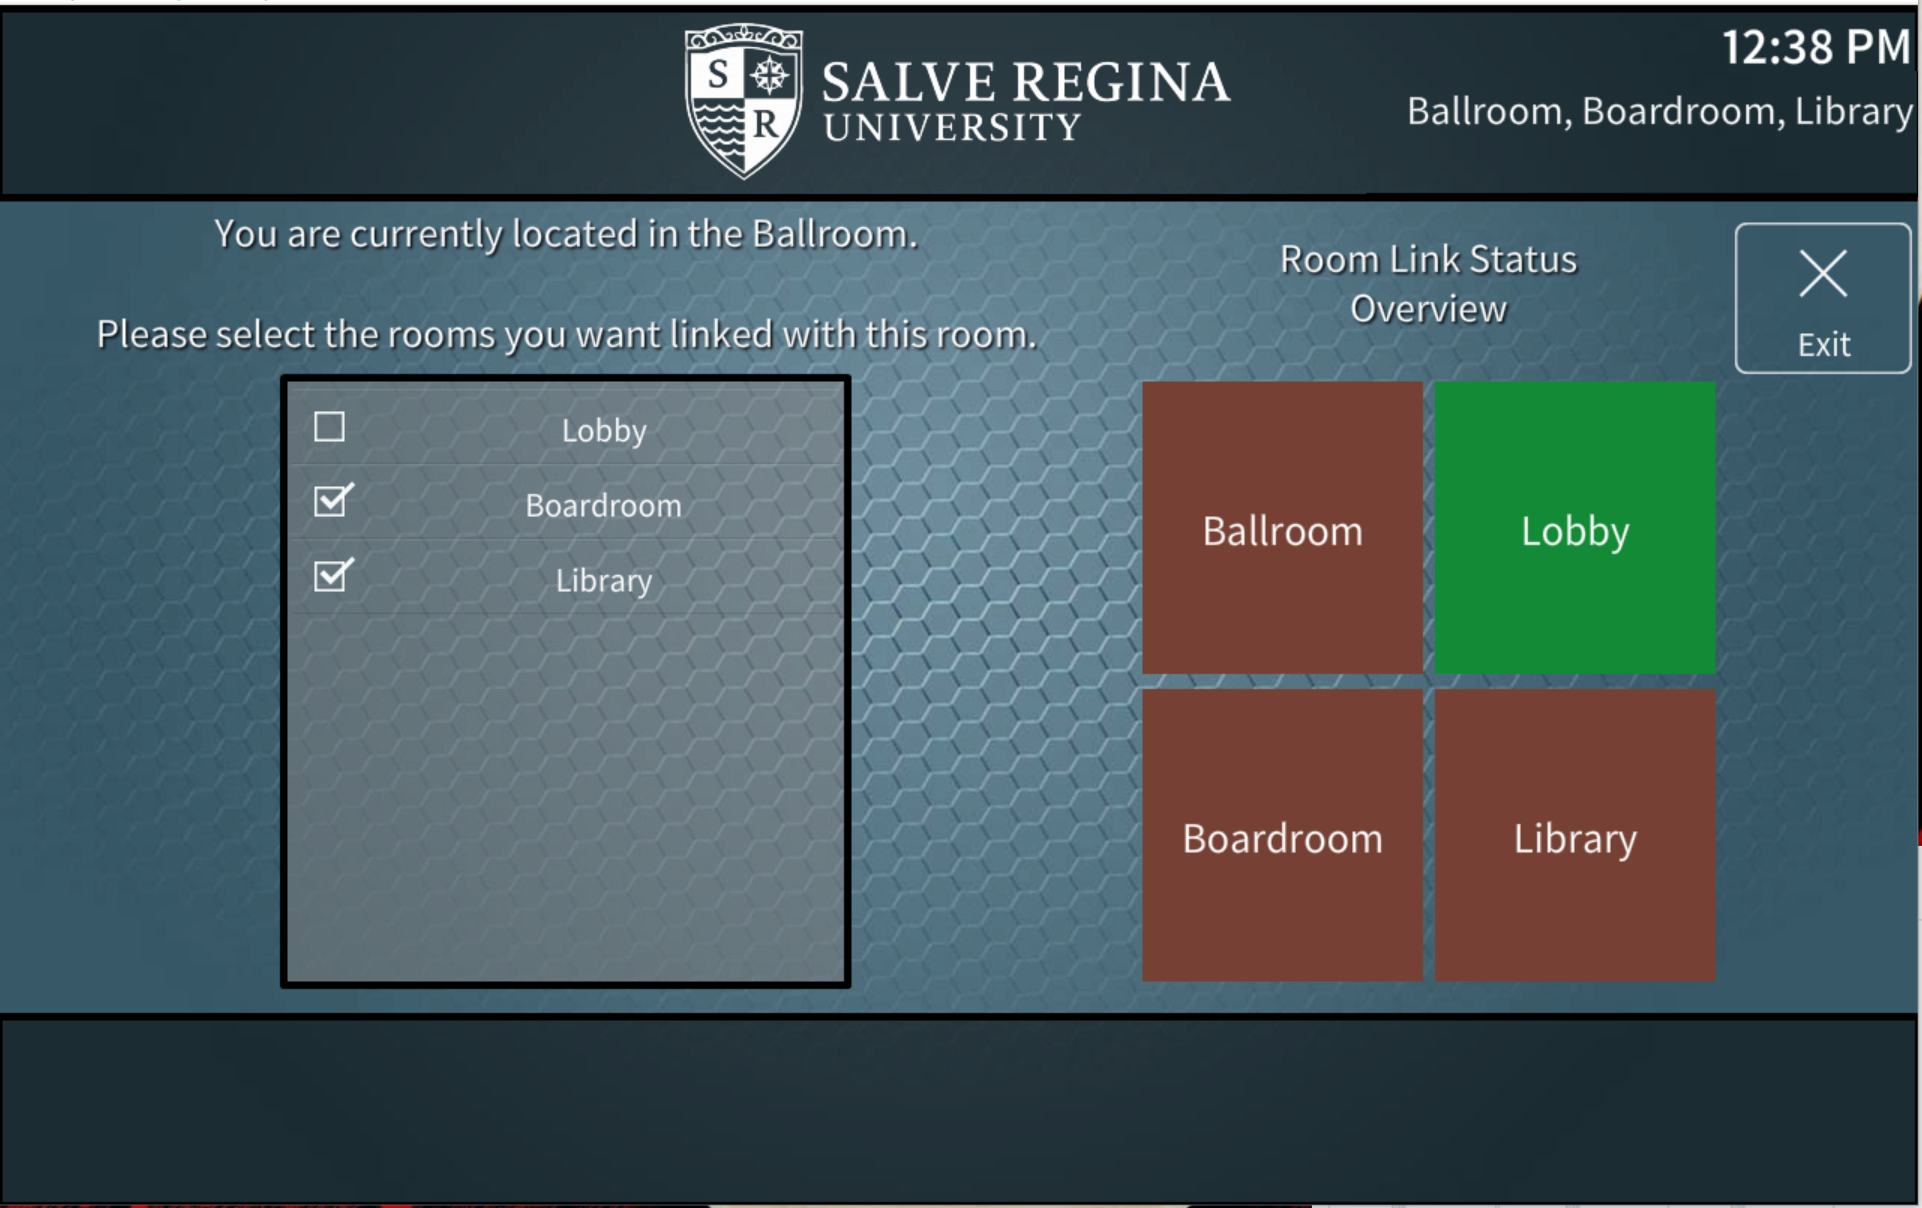 S
R
SALVE REGINA
UNIVERSITY
12:38 PM
Ballroom, Boardroom, Library
You are currently located in the Ballroom.
Please select the rooms you want linked with this room.
Lobby
Boardroom
Library
Room Link Status
Overview
Exit
Ballroom
Lobby
Boardroom
Library